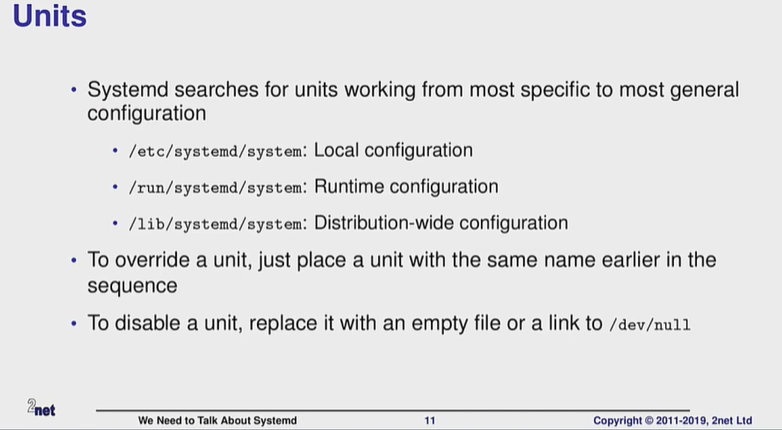 Units
• Systemd searches for units working from most specific to most general
configuration
• /etc/systemd/system: Local configuration
• /run/systemd/system: Runtime configuration
• /lib/systemd/system: Distribution-wide configuration
• To override a unit, just place a unit with the same name earlier in the
sequence
• To disable a unit, replace it with an empty file or a link to /dev/null
2net
We Need to Talk About Systemd 11 Copyright © 2011-2019, 2net Ltd